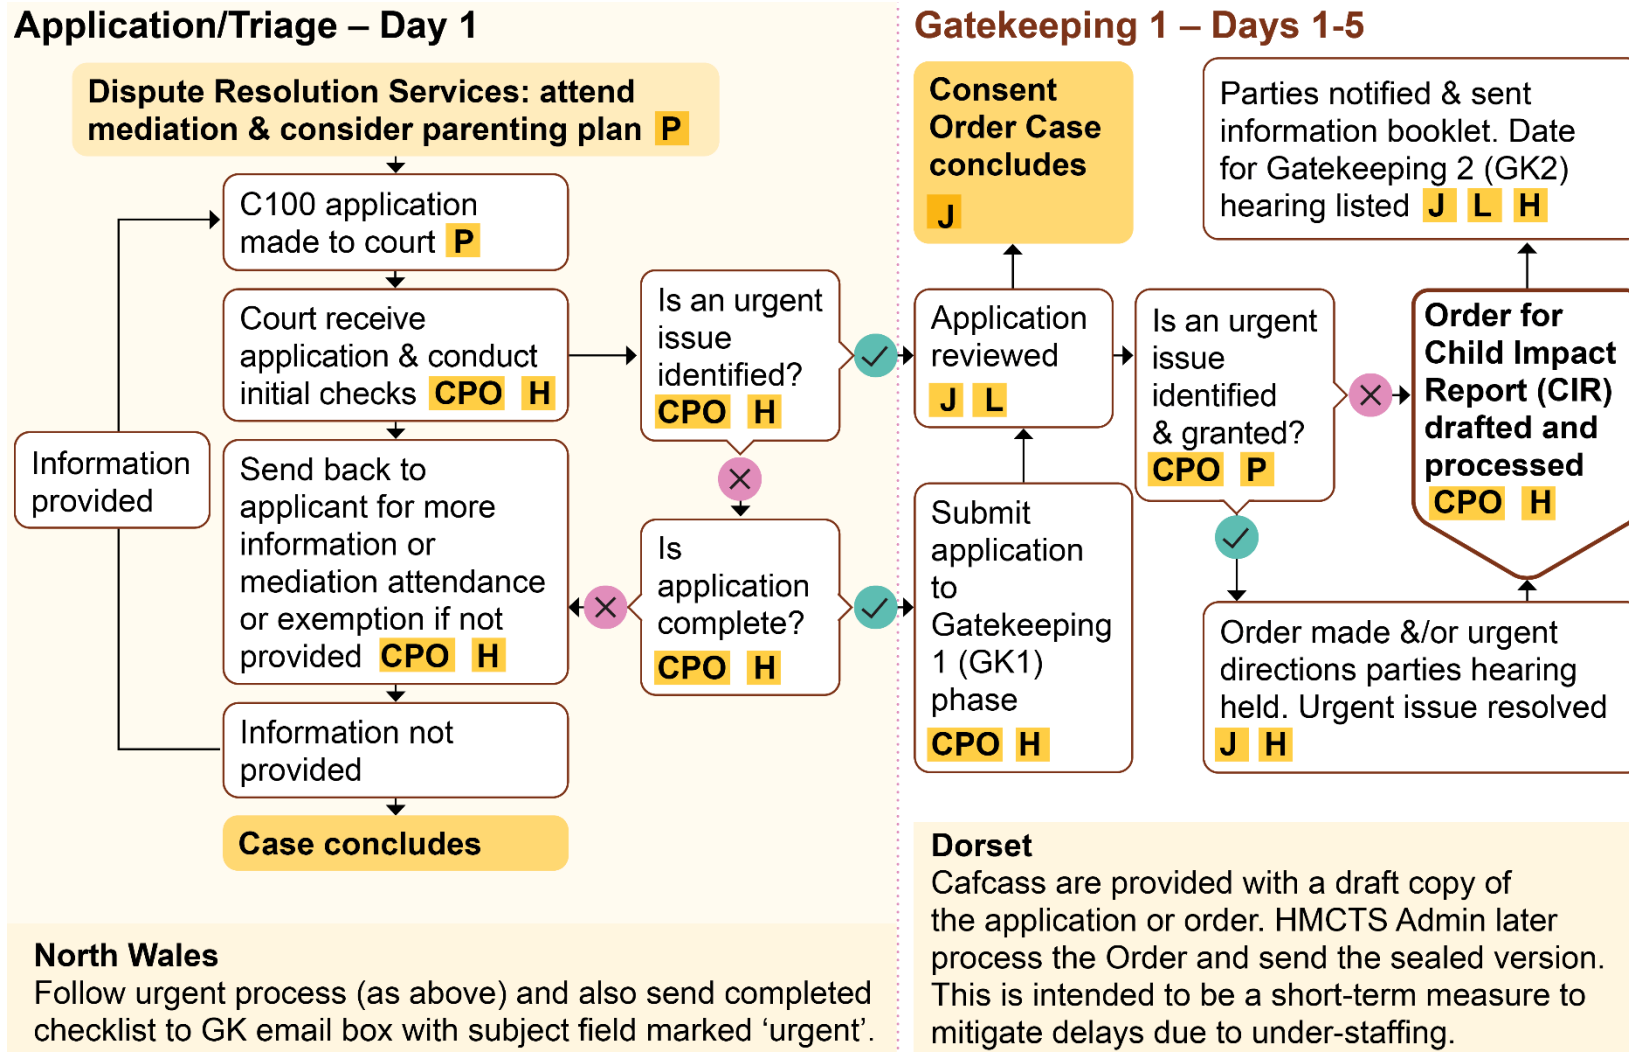 Application/Triage – Day 1
Dispute Resolution Services: attend
mediation & consider parenting plan P
C100 application
made to court P
Court receive
application & conduct
initial checks CPO H
Is an urgent
issue
identified?
CPO H
Information
provided
Send back to
applicant for more
information or
mediation attendance
or exemption if not
provided CPO H
Is
application
complete?
CPO H
Information not
provided
Case concludes
North Wales
Follow urgent process (as above) and also send completed
checklist to GK email box with subject field marked ‘urgent’.
Gatekeeping 1 – Days 1-5
Consent
Order Case
concludes
J
Parties notified & sent
information booklet. Date
for Gatekeeping 2 (GK2)
hearing listed J L H
Application
reviewed
J L
Is an urgent
issue
identified
& granted?
CPO P
Order for
Child Impact
Report (CIR)
drafted and
processed
CPO H
Submit
application
to
Gatekeeping
1 (GK1)
phase
CPO H
Order made &/or urgent
directions parties hearing
held. Urgent issue resolved
J H
Dorset
Cafcass are provided with a draft copy of
the application or order. HMCTS Admin later
process the Order and send the sealed version.
This is intended to be a short-term measure to
mitigate delays due to under-staffing.